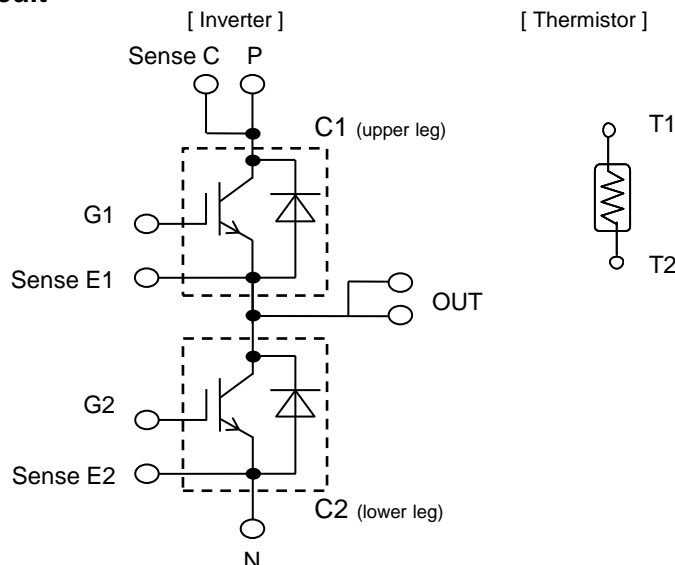 [ Inverter ]
[ Thermistor ]
Sense C P
C1 (upper leg)
T1
G1
Sense E1
T2
OUT
G2
Sense E2
C2 (lower leg)
N